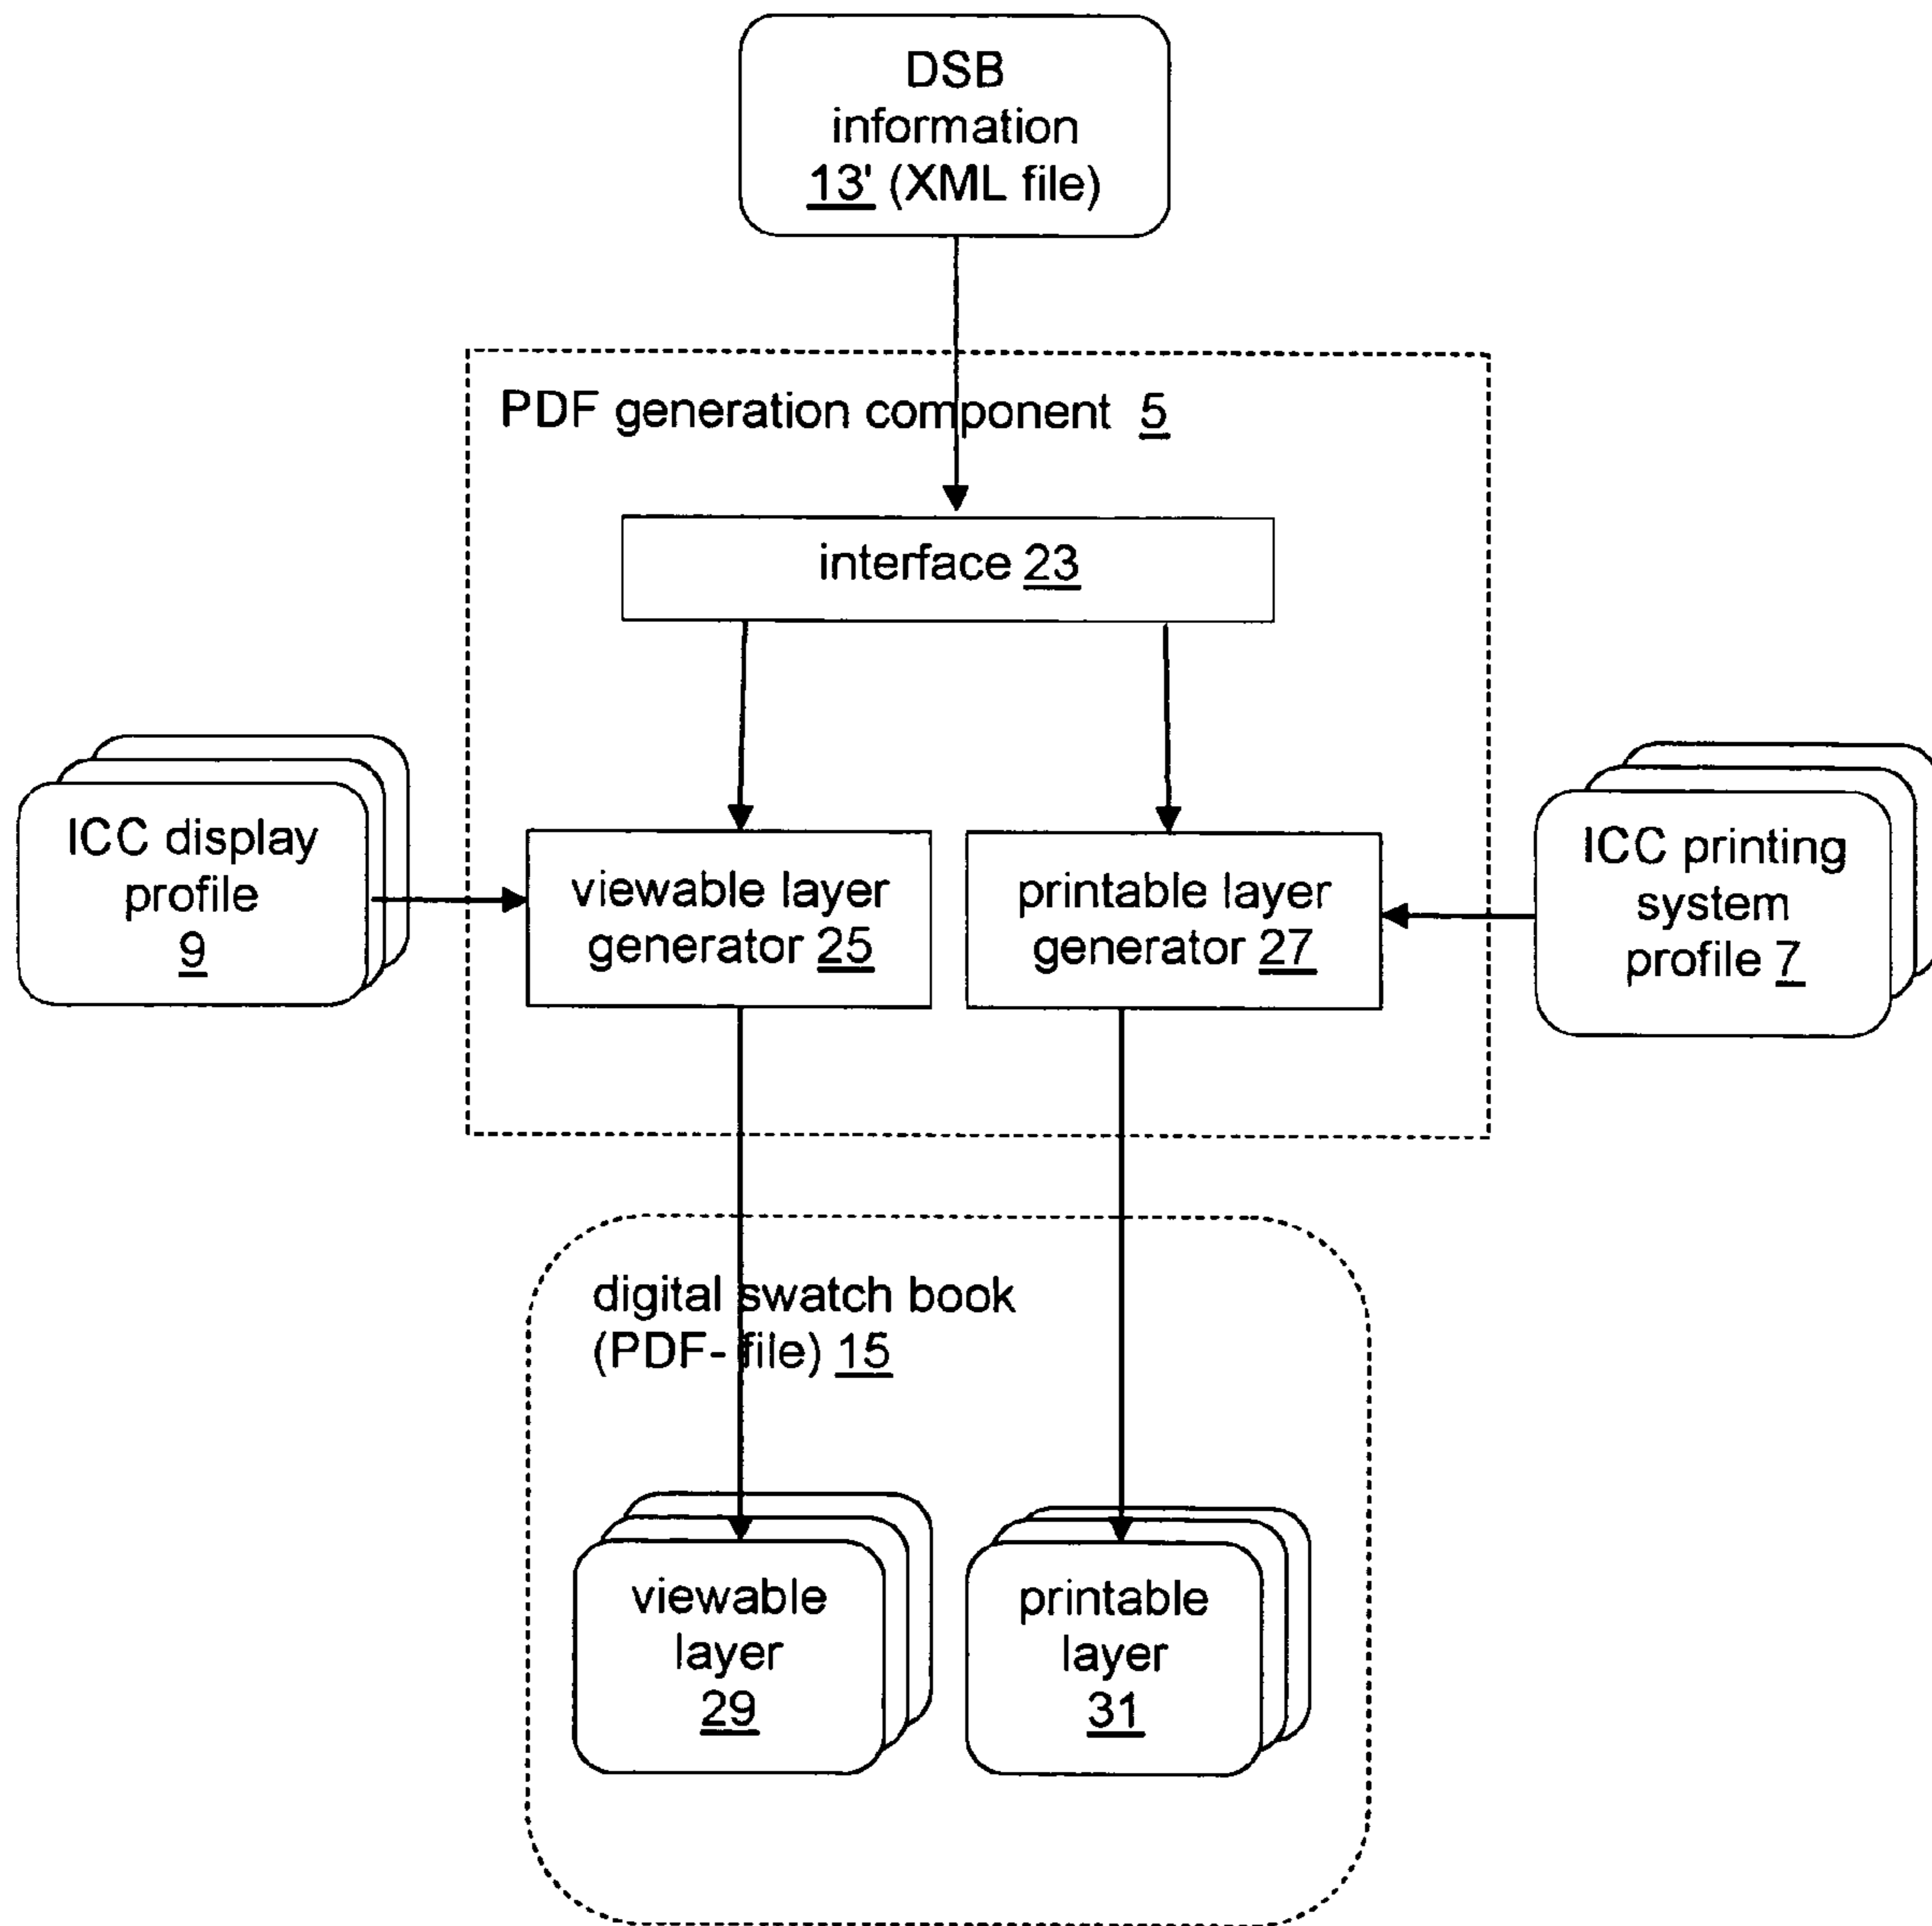 DSB
information
13' (XML file)
PDF generation component 5
interface 23
ICC display
profile
9
viewable layer
generator 25
printable layer
generator 27
ICC printing
system
profile 7
digital swatch book
(PDF- file) 15
viewable
layer
29
printable
layer
31